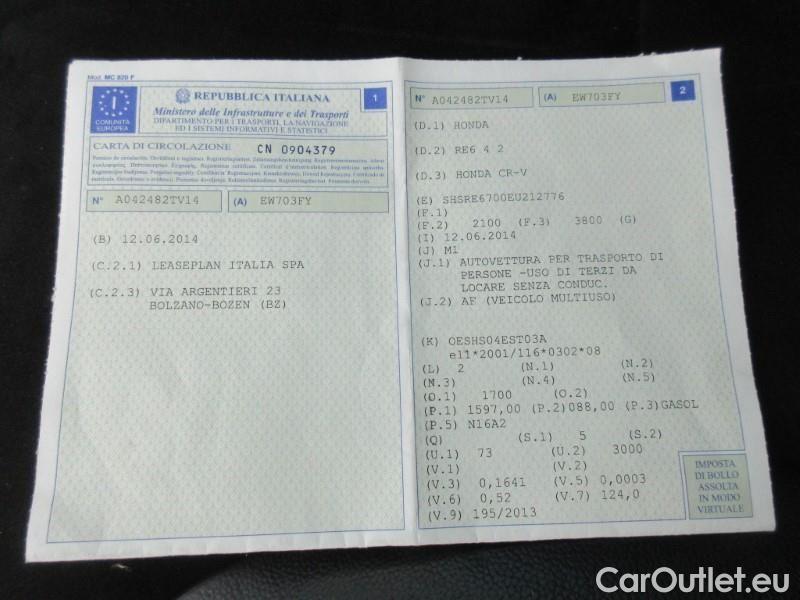 Mod. MC 820 F
REPUBBLICA ITALIANA
1
I
COMUNITÀ
EUROPEA
Ministero delle Infrastrutture e dei Trasporti
DIPARTIMENTO PER I TRASPORTI, LA NAVIGAZIONE
ED I SISTEMI INFORMATIVI E STATISTICI
CARTA DI CIRCOLAZIONE CN 0904379
N° A042482TV14 (A) EW703FY
(B) 12.06.2014
(C.2.1) LEASEPLAN ITALIA SPA
(C.2.3) VIA ARGENTIERI 23
BOLZANO-BOZEN (BZ)
N° A042482TV14 (A) EW703FY 2
(D.1) HONDA
(D.2) RE6 4 2
(D.3) HONDA CR-V
(E) SHSRE6700EU212776
(F.1)
(F.2) 2100 (F.3) 3800 (G)
(I) 12.06.2014
(J) M1
(J.1) AUTOVETTURA PER TRASPORTO DI
PERSONE -USO DI TERZI DA
LOCARE SENZA CONDUC.
(J.2) AF (VEICOLO MULTIUSO)
(K) OESHS04EST03A
e11*2001/116*0302*08
(L) 2 (N.1) (N.2)
(N.3) (N.4) (N.5)
(O.1) 1700 (O.2)
(P.1) 1597,00 (P.2)088,00 (P.3)GASOL
(P.5) N16A2
(Q) (S.1) 5 (S.2)
(U.1) 73 (U.2) 3000
(V.1) (V.2)
(V.3) 0,1641 (V.5) 0,0003
(V.6) 0,52 (V.7) 124,0
(V.9) 195/2013
IMPOSTA
DI BOLLO
ASSOLTA
IN MODO
VIRTUALE
CarOutlet.eu